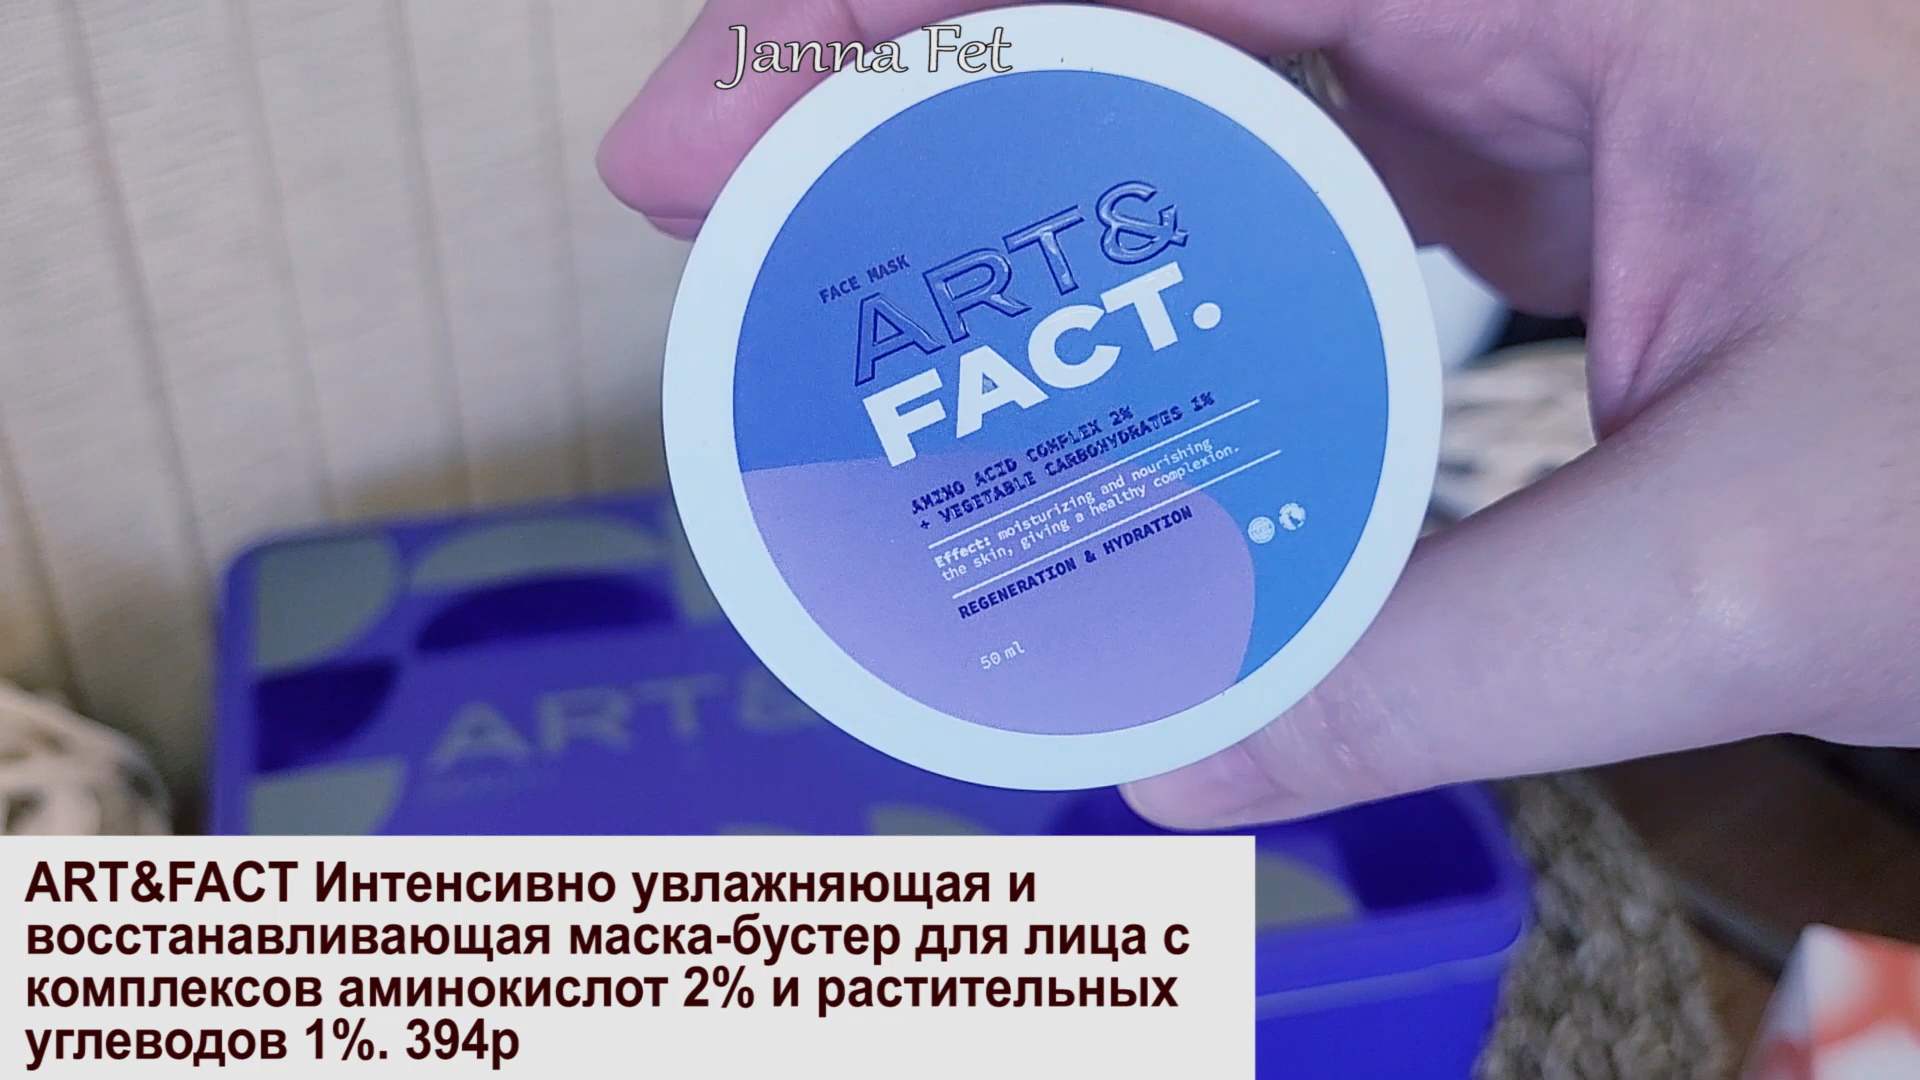 Janna Fet
FACE MASK
ART&
FACT.
AMINO ACID COMPLEX 2%
+ VEGETABLE CARBOHYDRATES 1%
Effect: moisturizing and nourishing
the skin, giving a healthy complexion.
REGENERATION & HYDRATION
50 ml
ART&
ART&FACT Интенсивно увлажняющая и
восстанавливающая маска-бустер для лица с
комплексов аминокислот 2% и растительных
углеводов 1%. 394р